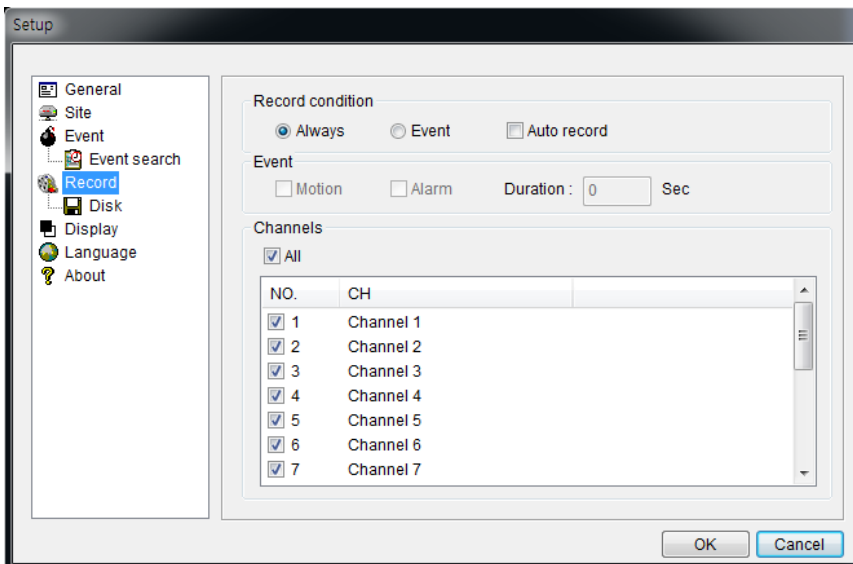 Setup
General
Site
Event
Event search
Record
Disk
Display
Language
About
Record condition
Always Event Auto record
Event
Motion Alarm Duration : 0 Sec
Channels
All
NO. CH
1 Channel 1
2 Channel 2
3 Channel 3
4 Channel 4
5 Channel 5
6 Channel 6
7 Channel 7
OK Cancel